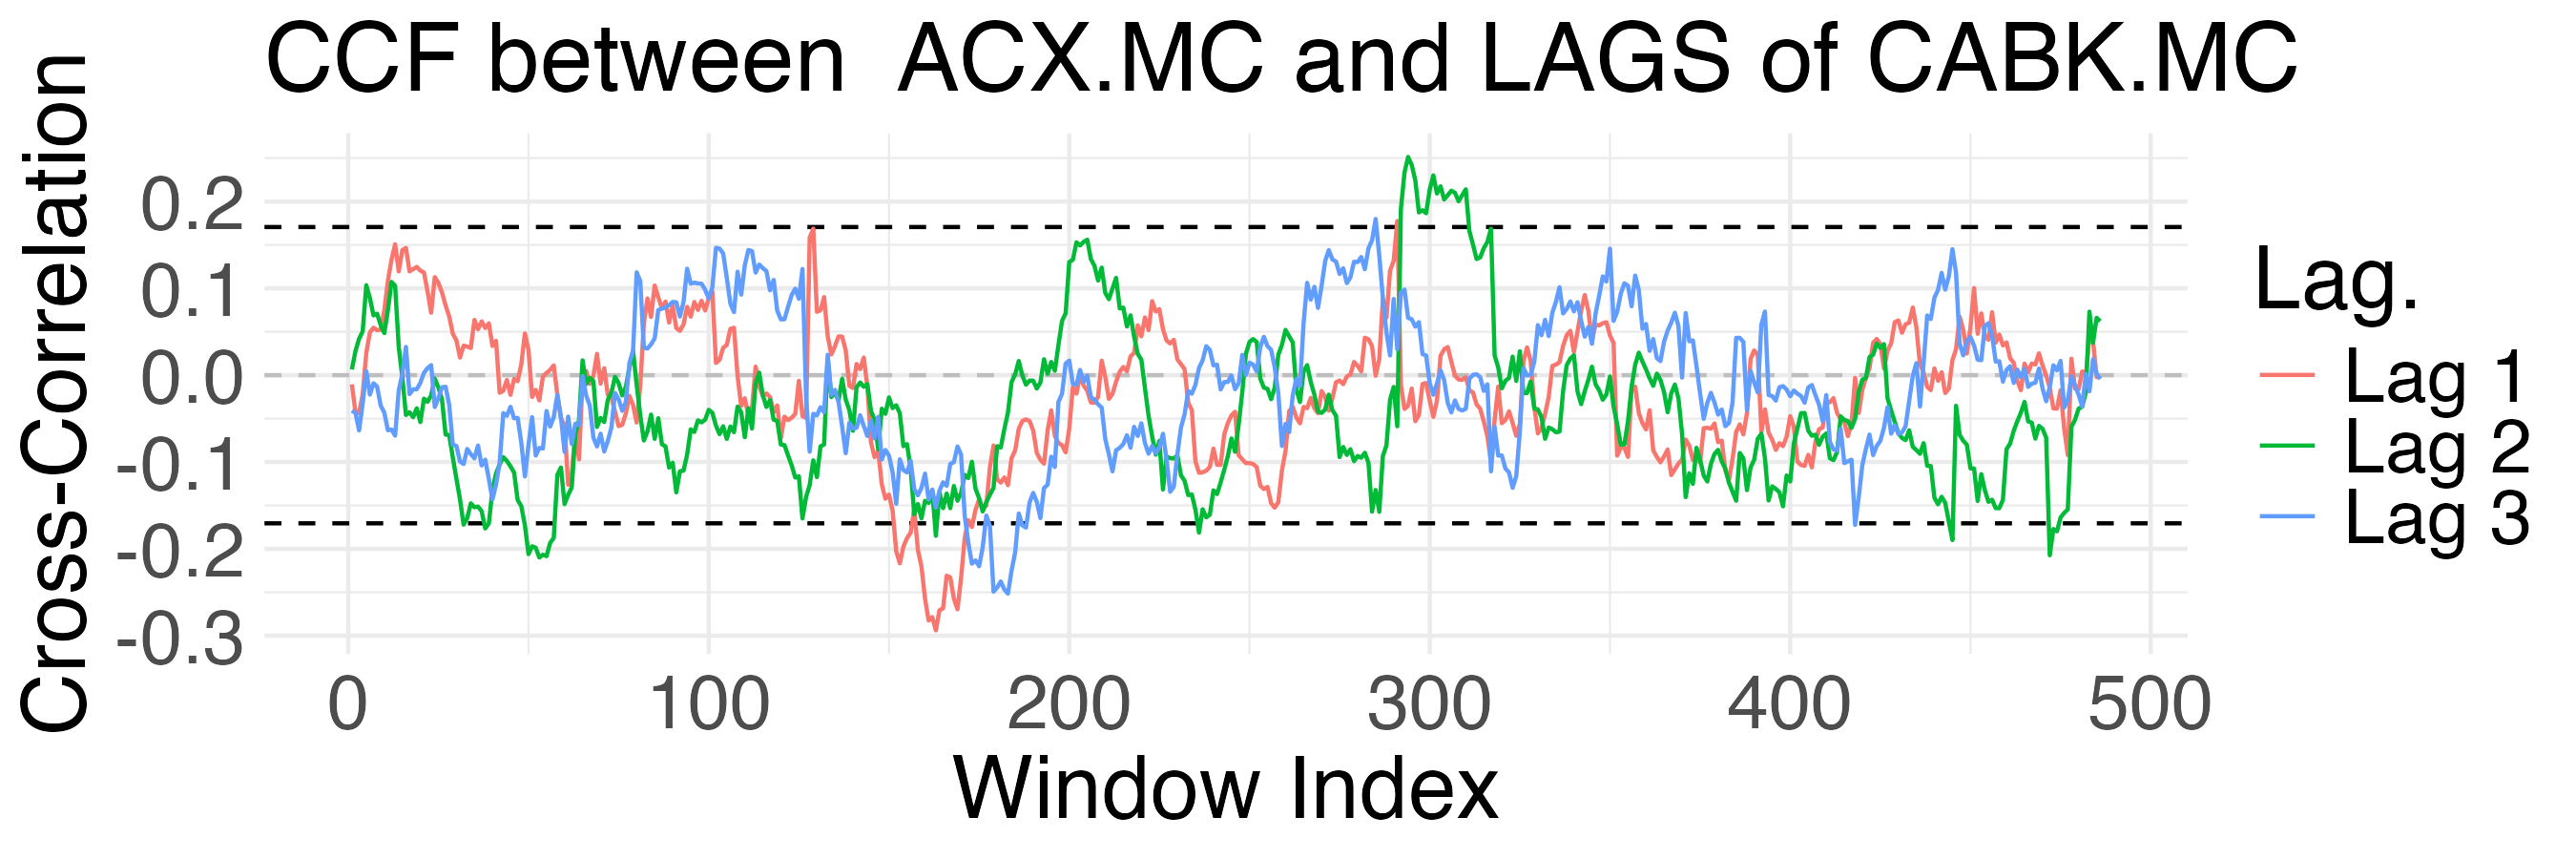 CCF between  ACX.MC and LAGS of CABK.MC
Cross-Correlation
0.2
0.1
0.0
-0.1
-0.2
-0.3
0 100 200 300 400 500
Window Index
Lag.
Lag 1
Lag 2
Lag 3